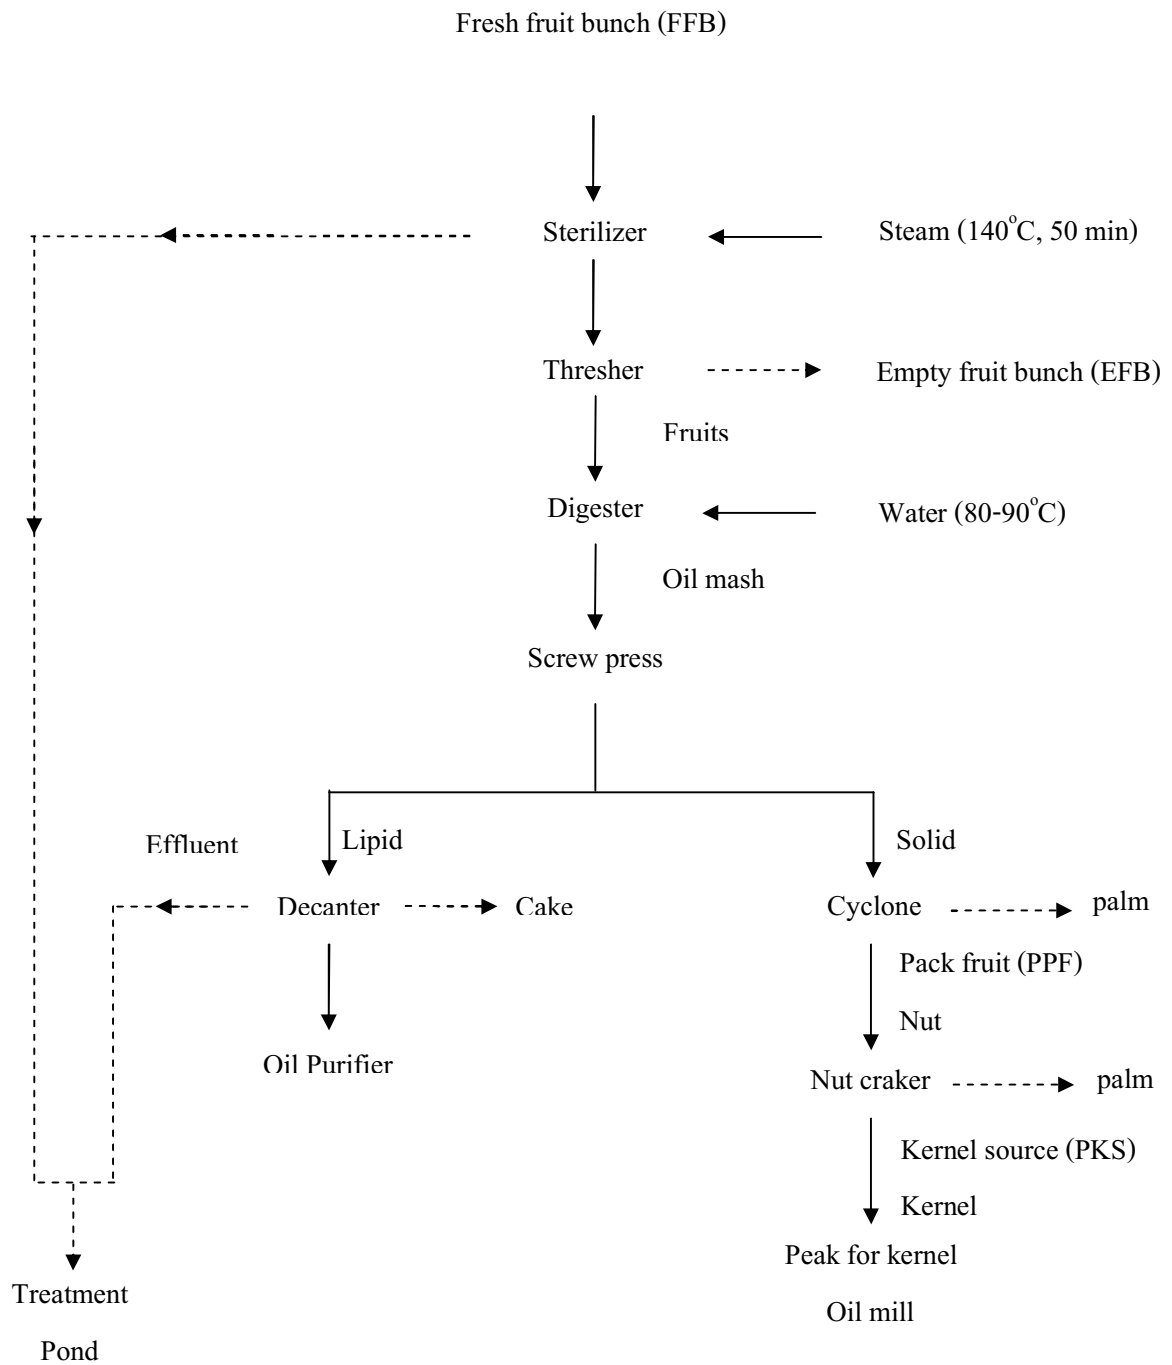 Fresh fruit bunch (FFB)
Sterilizer
Steam (140°C, 50 min)
Thresher
Empty fruit bunch (EFB)
Fruits
Digester
Water (80-90°C)
Oil mash
Screw press
Effluent
Lipid
Solid
Decanter
Cake
Cyclone
palm
Pack fruit (PPF)
Nut
Oil Purifier
Nut craker
palm
Kernel source (PKS)
Kernel
Peak for kernel
Oil mill
Treatment
Pond